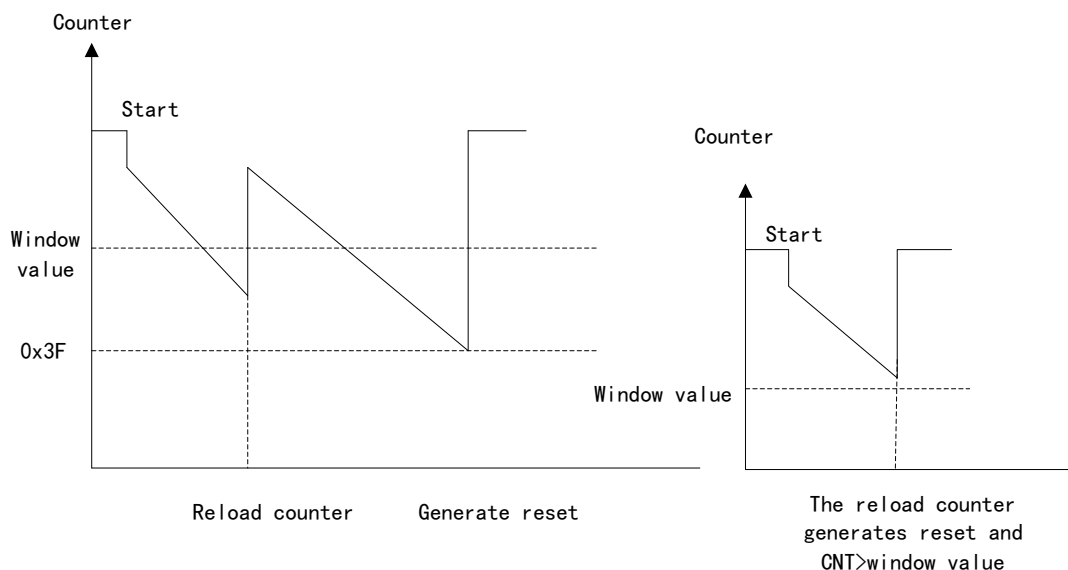 Counter
Start
Window
value
0x3F
Reload counter
Generate reset
Counter
Start
Window value
The reload counter
generates reset and
CNT>window value